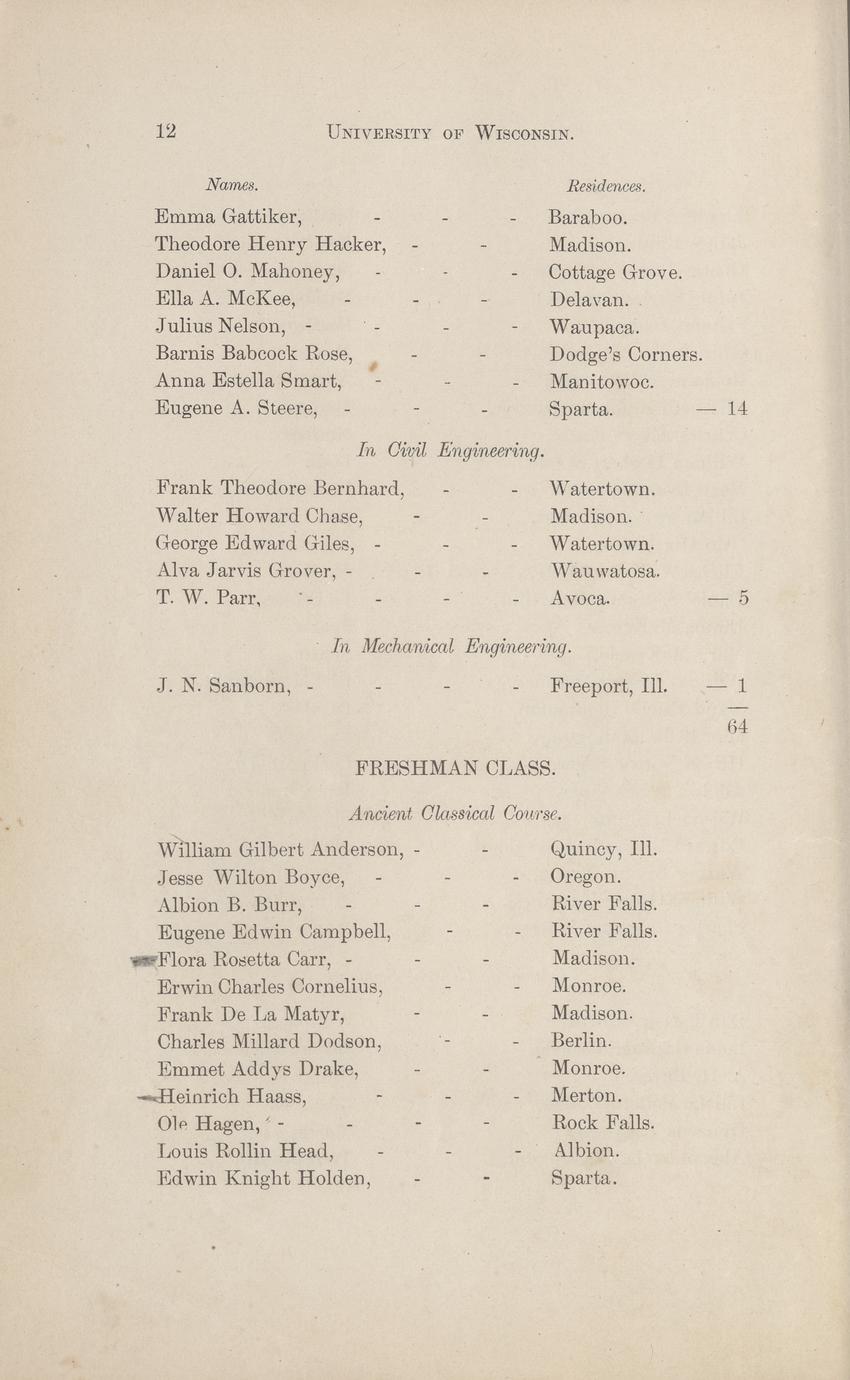 12 University of Wisconsin.
Names. Residences.
Emma Gattiker, - - - Baraboo.
Theodore Henry Hacker, - - Madison.
Daniel O. Mahoney, - - - Cottage Grove.
Ella A. McKee, - - - Delavan.
Julius Nelson, - - - - Waupaca.
Barnis Babcock Rose, - - Dodge's Corners.
Anna Estella Smart, - - - Manitowoc.
Eugene A. Steere, - - - Sparta. — 14
In Civil Engineering.
Frank Theodore Bernhard, - - Watertown.
Walter Howard Chase, - - Madison.
George Edward Giles, - - - Watertown.
Alva Jarvis Grover, - - - Wauwatosa.
T. W. Parr, - - - - Avoca. — 5
In Mechanical Engineering.
J. N. Sanborn, - - - - Freeport, Ill. — 1
64
FRESHMAN CLASS.
Ancient Classical Course.
William Gilbert Anderson, - - Quincy, Ill.
Jesse Wilton Boyce, - - - Oregon.
Albion B. Burr, - - - River Falls.
Eugene Edwin Campbell, - - River Falls.
Flora Rosetta Carr, - - - Madison.
Erwin Charles Cornelius, - - Monroe.
Frank De La Matyr, - - Madison.
Charles Millard Dodson, - - Berlin.
Emmet Addys Drake, - - Monroe.
Heinrich Haass, - - - Merton.
Ole Hagen, - - - - Rock Falls.
Louis Rollin Head, - - - Albion.
Edwin Knight Holden, - - Sparta.